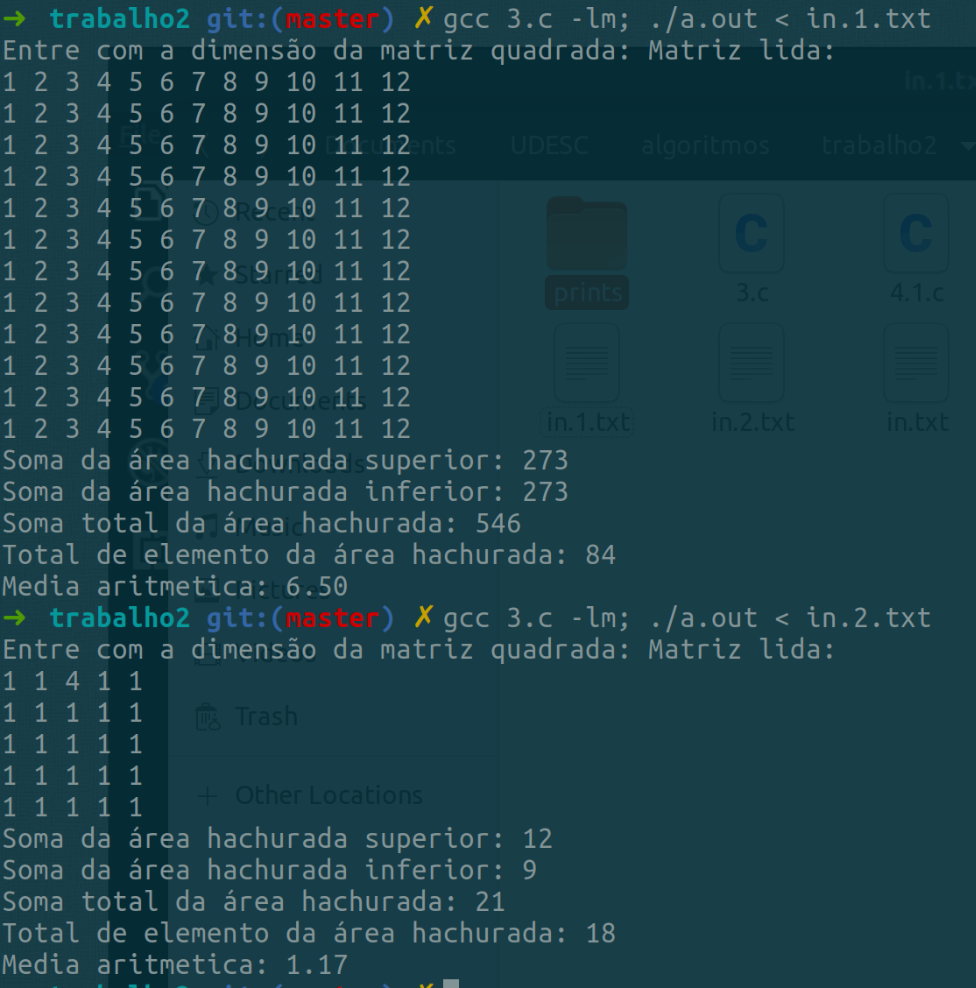 ➜ trabalho2 git:(master) ✗ gcc 3.c -lm; ./a.out < in.1.txt
Entre com a dimensão da matriz quadrada: Matriz lida:
1 2 3 4 5 6 7 8 9 10 11 12
1 2 3 4 5 6 7 8 9 10 11 12
1 2 3 4 5 6 7 8 9 10 11 12
1 2 3 4 5 6 7 8 9 10 11 12
1 2 3 4 5 6 7 8 9 10 11 12
1 2 3 4 5 6 7 8 9 10 11 12
1 2 3 4 5 6 7 8 9 10 11 12
1 2 3 4 5 6 7 8 9 10 11 12
1 2 3 4 5 6 7 8 9 10 11 12
1 2 3 4 5 6 7 8 9 10 11 12
1 2 3 4 5 6 7 8 9 10 11 12
1 2 3 4 5 6 7 8 9 10 11 12
Soma da área hachurada superior: 273
Soma da área hachurada inferior: 273
Soma total da área hachurada: 546
Total de elemento da área hachurada: 84
Media aritmetica: 6.50
➜ trabalho2 git:(master) ✗ gcc 3.c -lm; ./a.out < in.2.txt
Entre com a dimensão da matriz quadrada: Matriz lida:
1 1 4 1 1
1 1 1 1 1
1 1 1 1 1
1 1 1 1 1
1 1 1 1 1
Soma da área hachurada superior: 12
Soma da área hachurada inferior: 9
Soma total da área hachurada: 21
Total de elemento da área hachurada: 18
Media aritmetica: 1.17
File
Documents UDESC algoritmos trabalho2
Recent
Starred
Home
Documents
Downloads
Music
Pictures
Videos
Trash
+ Other Locations
prints 3.c 4.1.c
in.1.txt in.2.txt in.txt